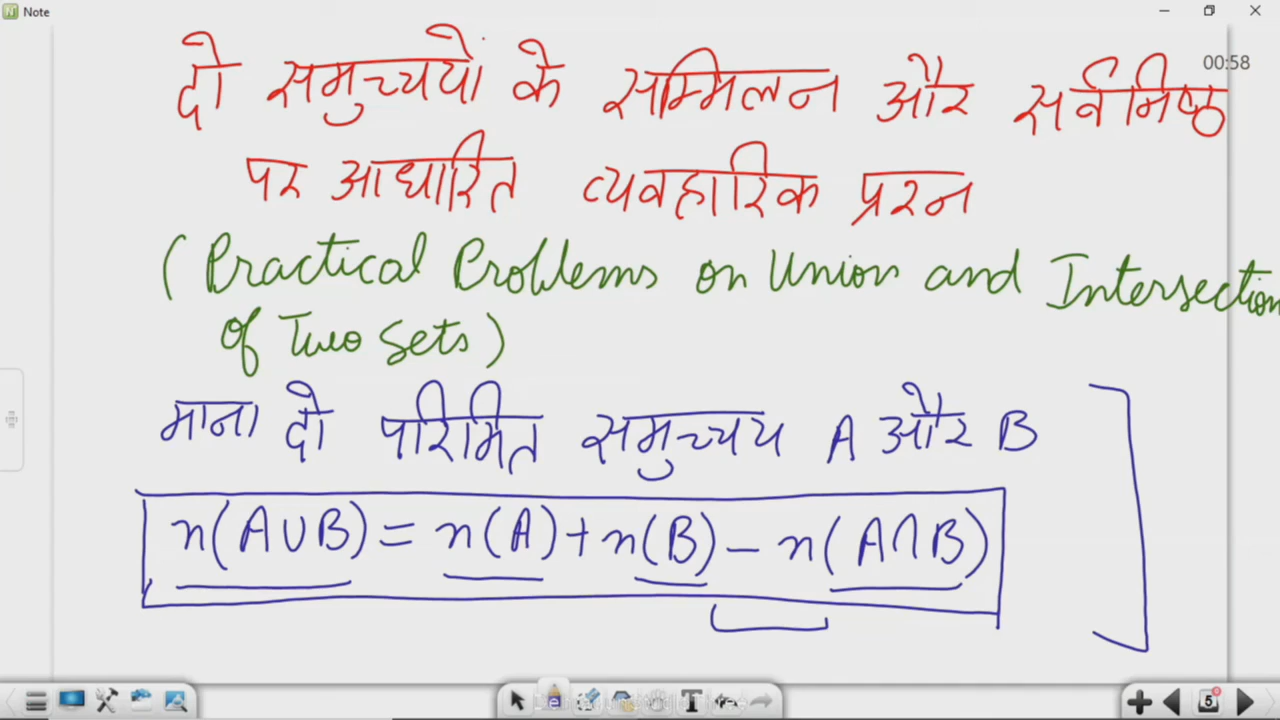 Note
00:58
दो समुच्चयों के सम्मिलन और सर्वनिष्ठ
पर आधारित व्यवहारिक प्रश्न
(Practical Problems on Union and Intersection
of Two Sets)
माना दो परिमित समुच्चय A और B
n(A∪B) = n(A) + n(B) - n(A∩B)
5